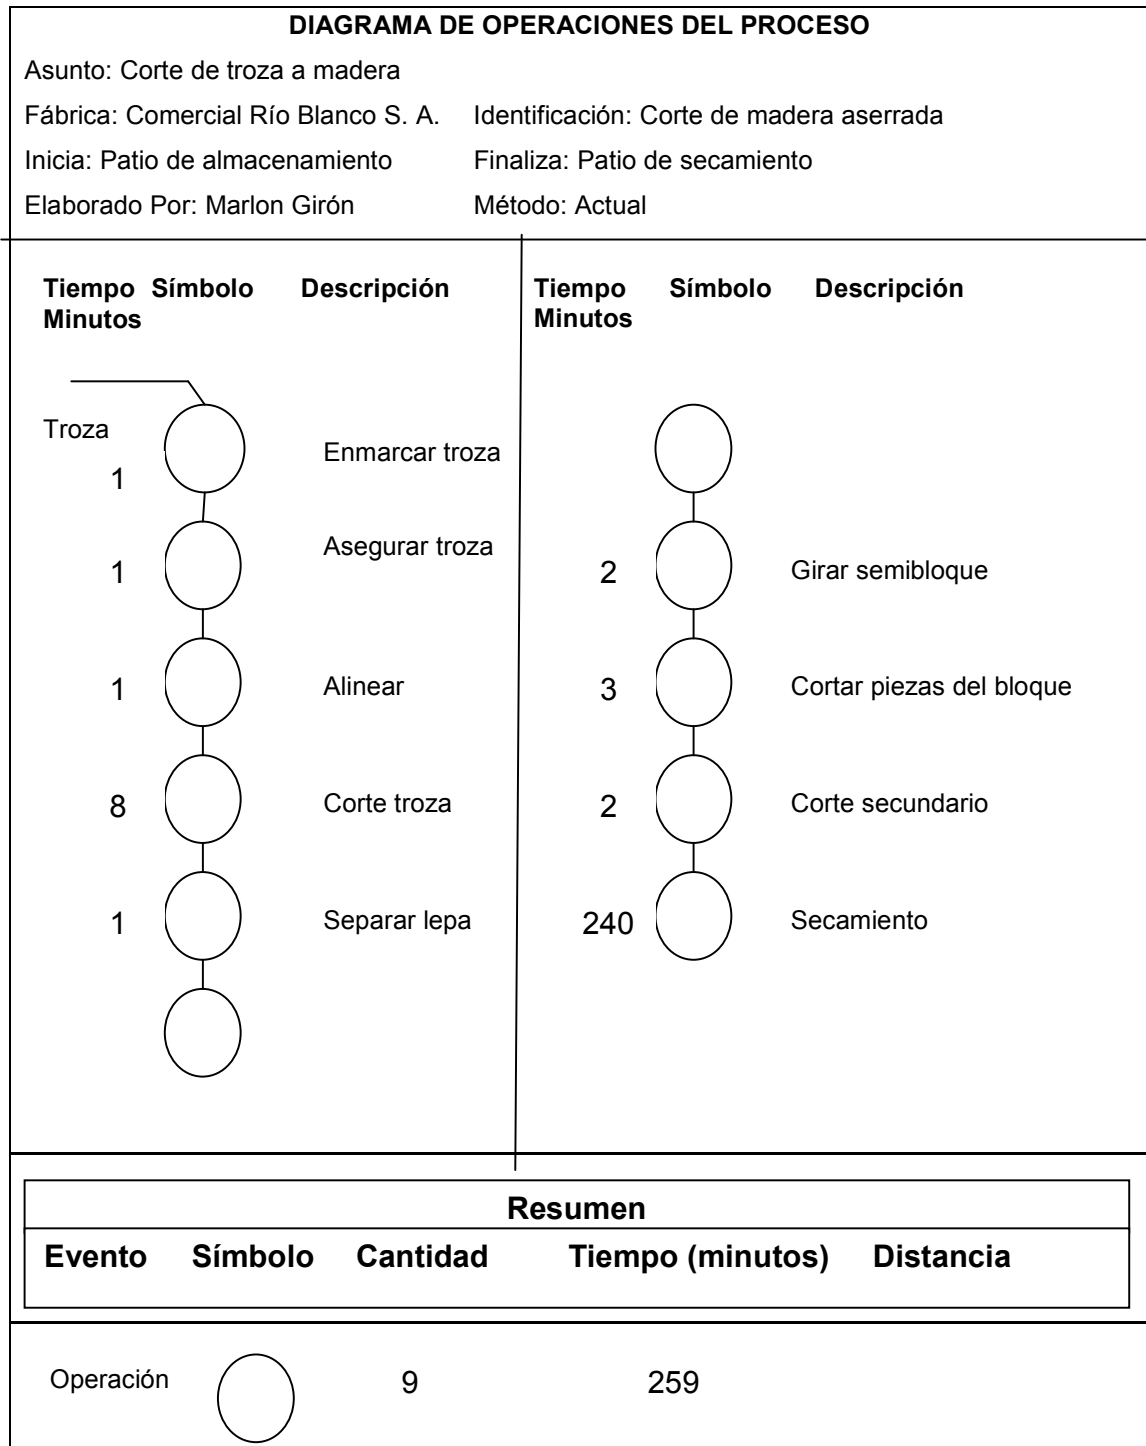 DIAGRAMA DE OPERACIONES DEL PROCESO
Asunto: Corte de troza a madera
Fábrica: Comercial Río Blanco S. A. Identificación: Corte de madera aserrada
Inicia: Patio de almacenamiento Finaliza: Patio de secamiento
Elaborado Por: Marlon Girón Método: Actual
Tiempo Símbolo Descripción
Minutos
Troza
1 Enmarcar troza
1 Asegurar troza
1 Alinear
8 Corte troza
1 Separar lepa
Tiempo Símbolo Descripción
Minutos
2 Girar semibloque
3 Cortar piezas del bloque
2 Corte secundario
240 Secamiento
Resumen
Evento Símbolo Cantidad Tiempo (minutos) Distancia
Operación 9 259